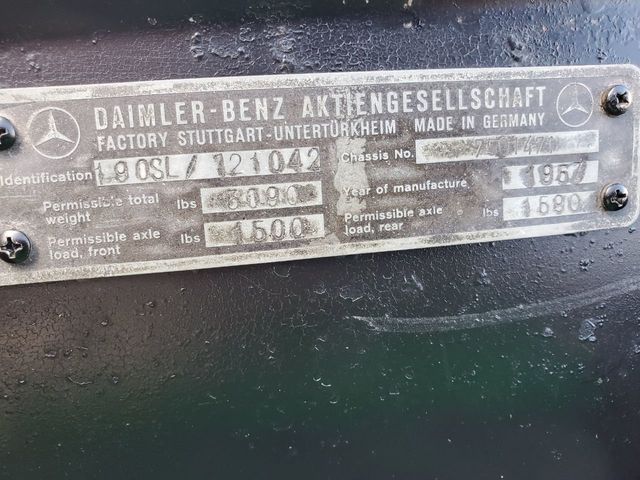 DAIMLER-BENZ AKTIENGESELLSCHAFT
FACTORY STUTTGART-UNTERTÜRKHEIM MADE IN GERMANY
Identification 190SL/121042 Chassis No.
Permissible total weight lbs 3090 Year of manufacture 1957
Permissible axle load, front lbs 1500 Permissible axle load, rear lbs 1590